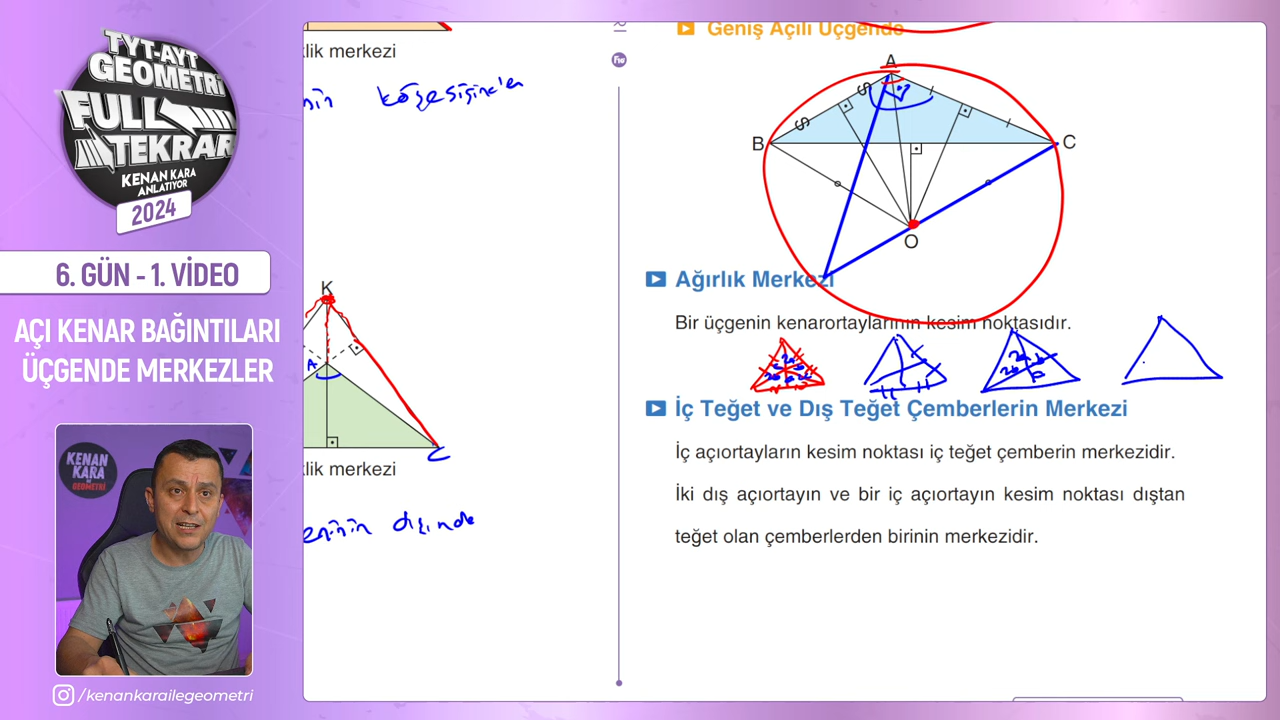 TYT-AYT
GEOMETRİ
FULL
TEKRAR
KENAN KARA
ANLATIYOR
2024
6. GÜN - 1. VİDEO
AÇI KENAR BAĞINTILARI
ÜÇGENDE MERKEZLER
KENAN
KARA
GEOMETRİ
/kenankarailegeometri
lik merkezi
K
A
C
lik merkezi
eninin dışında
Geniş Açılı Üçgende
A
S
S
B
C
O
Ağırlık Merkezi
Bir üçgenin kenarortaylarının kesim noktasıdır.
İç Teğet ve Dış Teğet Çemberlerin Merkezi
İç açıortayların kesim noktası iç teğet çemberin merkezidir.
İki dış açıortayın ve bir iç açıortayın kesim noktası dıştan
teğet olan çemberlerden birinin merkezidir.